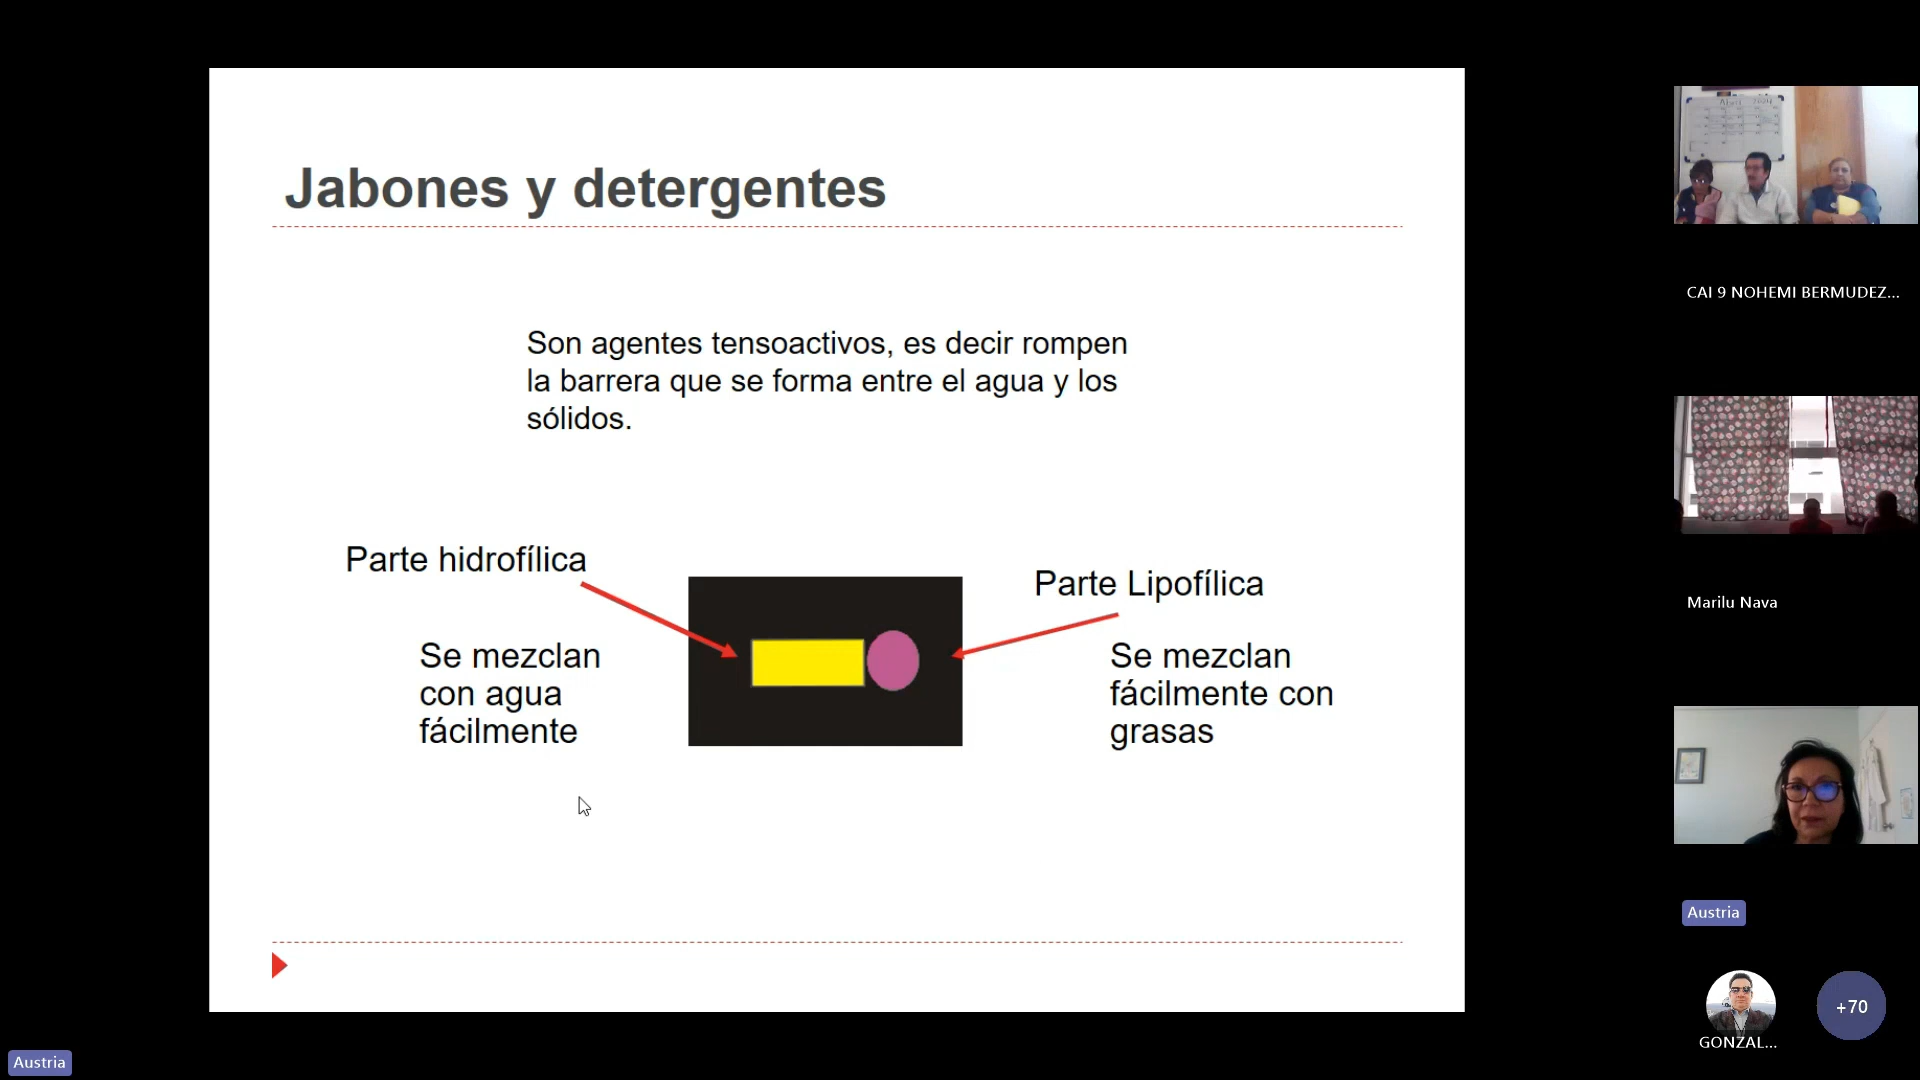 Jabones y detergentes
Son agentes tensoactivos, es decir rompen
la barrera que se forma entre el agua y los
sólidos.
Parte hidrofílica
Parte Lipofílica
Se mezclan
con agua
fácilmente
Se mezclan
fácilmente con
grasas
CAI 9 NOHEMI BERMUDEZ...
Marilu Nava
Austria
GONZAL...
+70
Austria